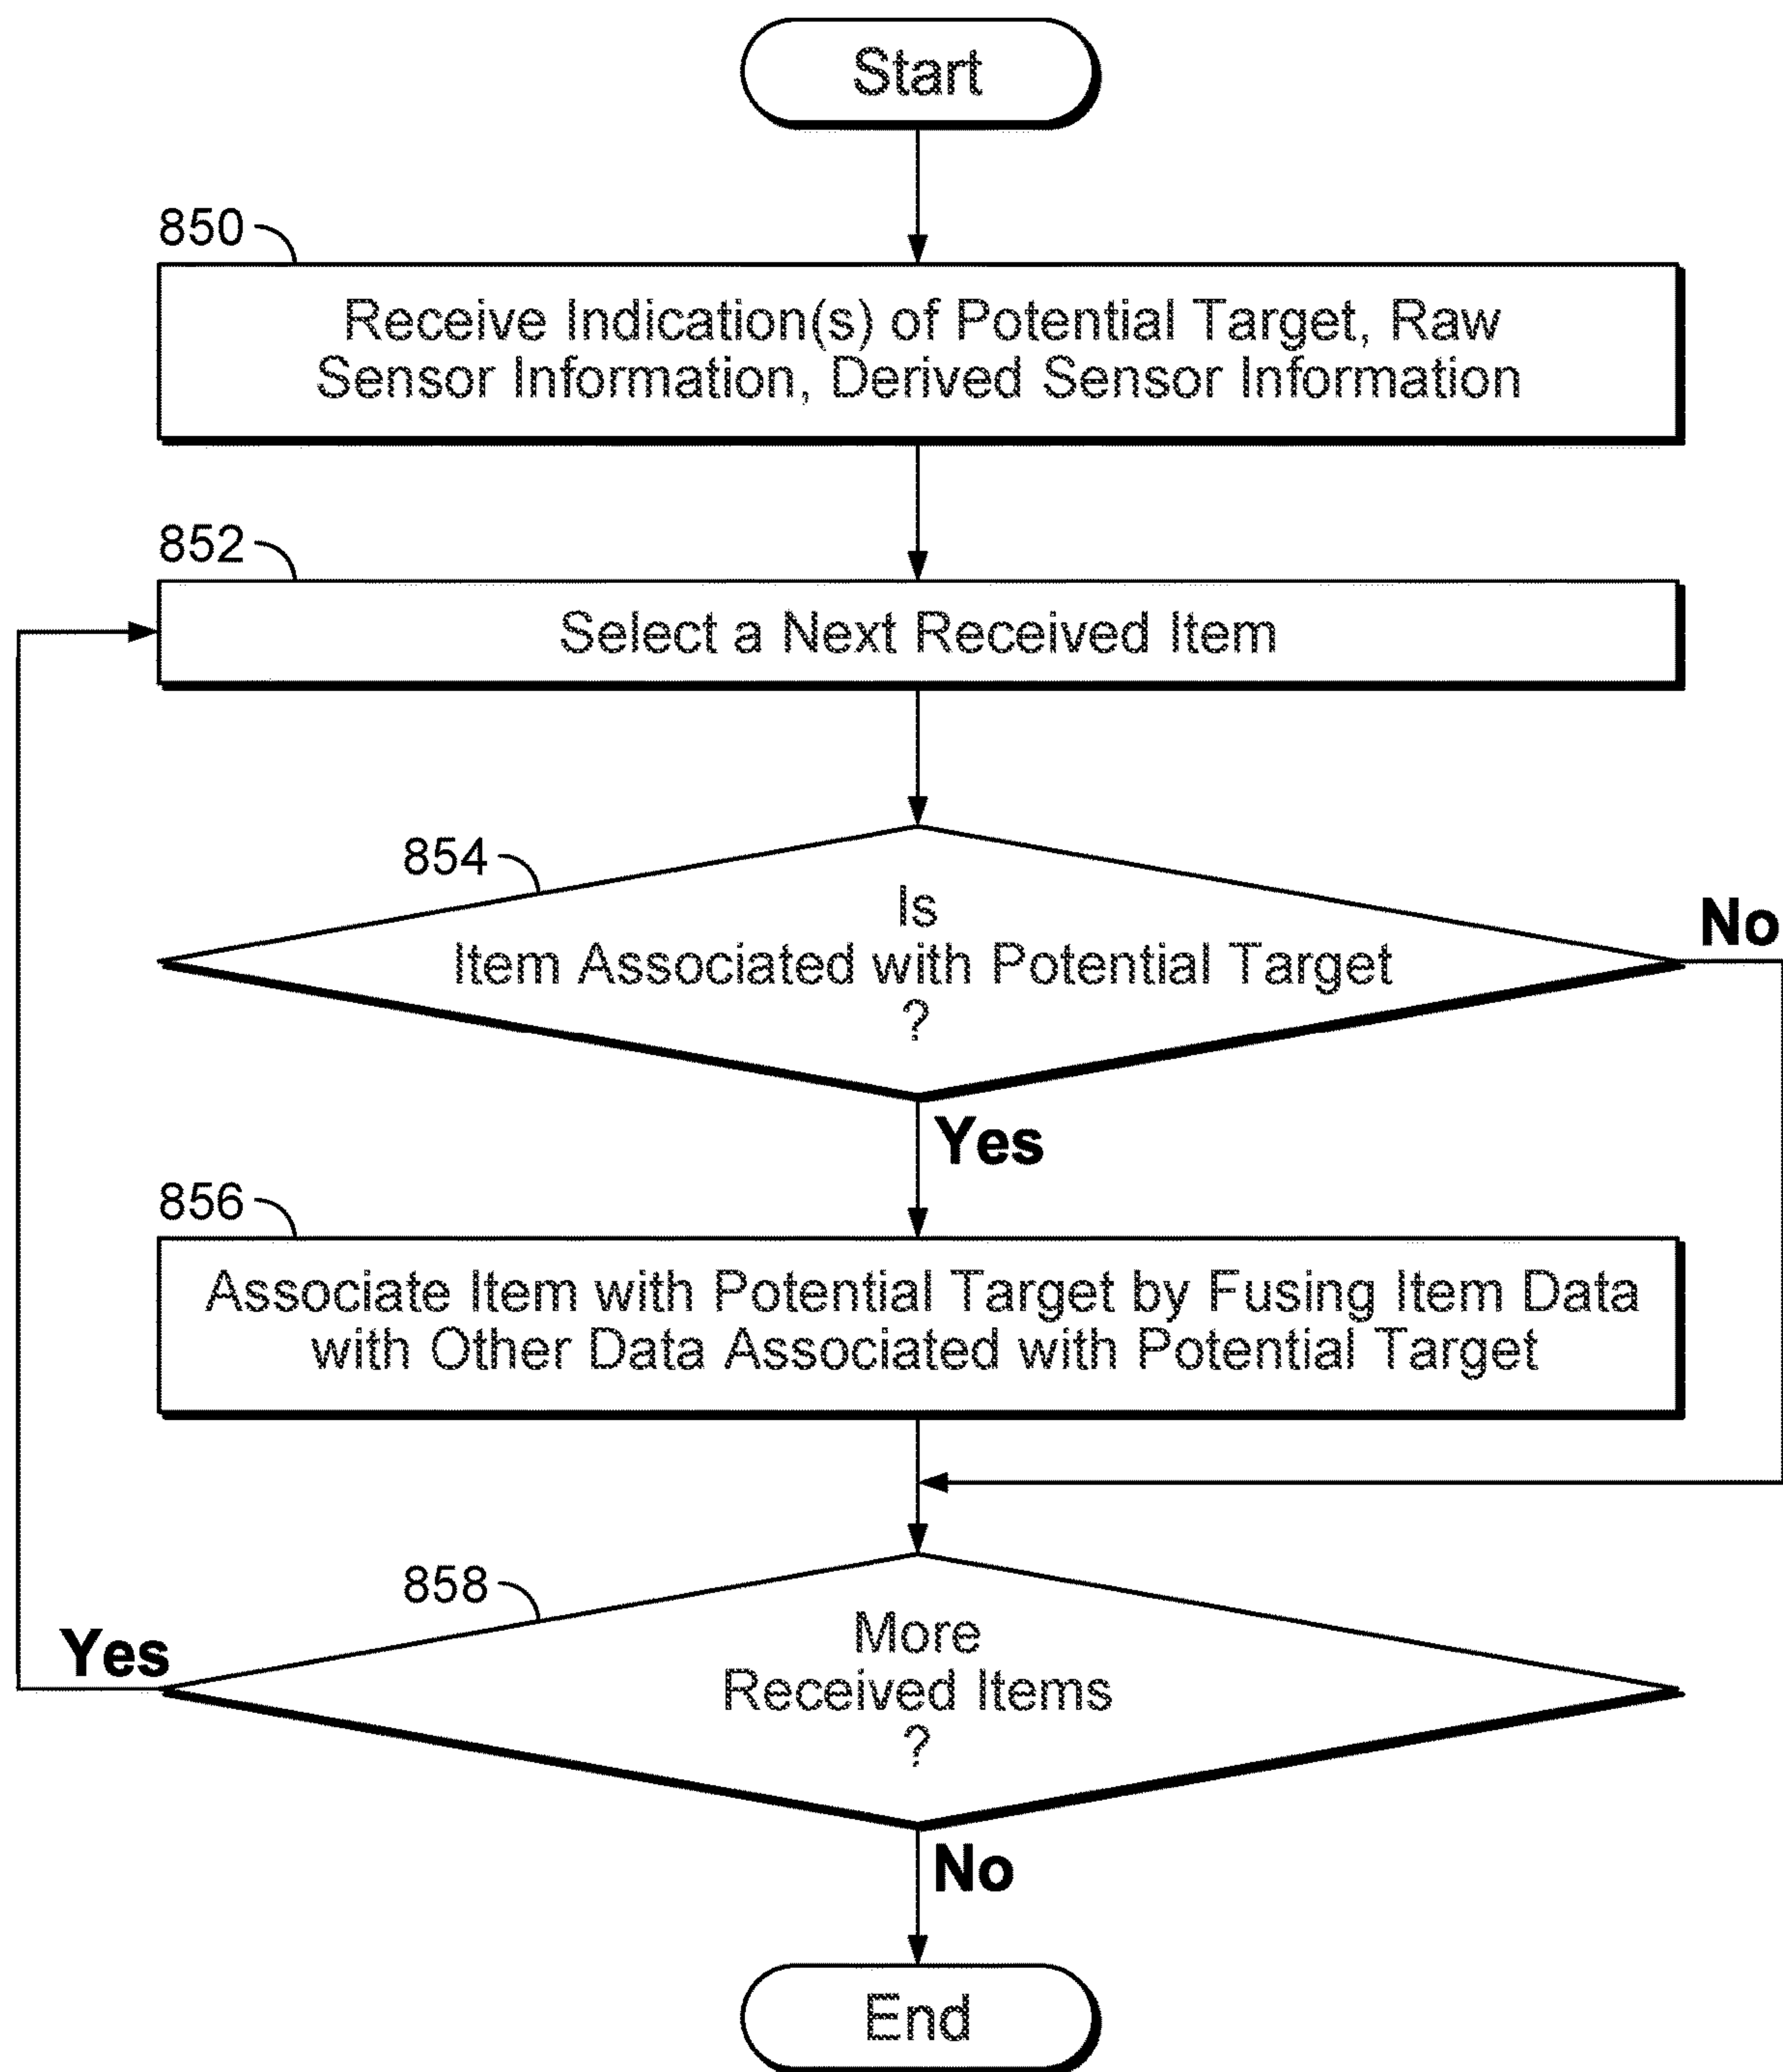 Start
850
Receive Indication(s) of Potential Target, Raw
Sensor Information, Derived Sensor Information
852
Select a Next Received Item
854
Is
Item Associated with Potential Target
?
No
Yes
856
Associate Item with Potential Target by Fusing Item Data
with Other Data Associated with Potential Target
858
More
Received Items
?
Yes
No
End